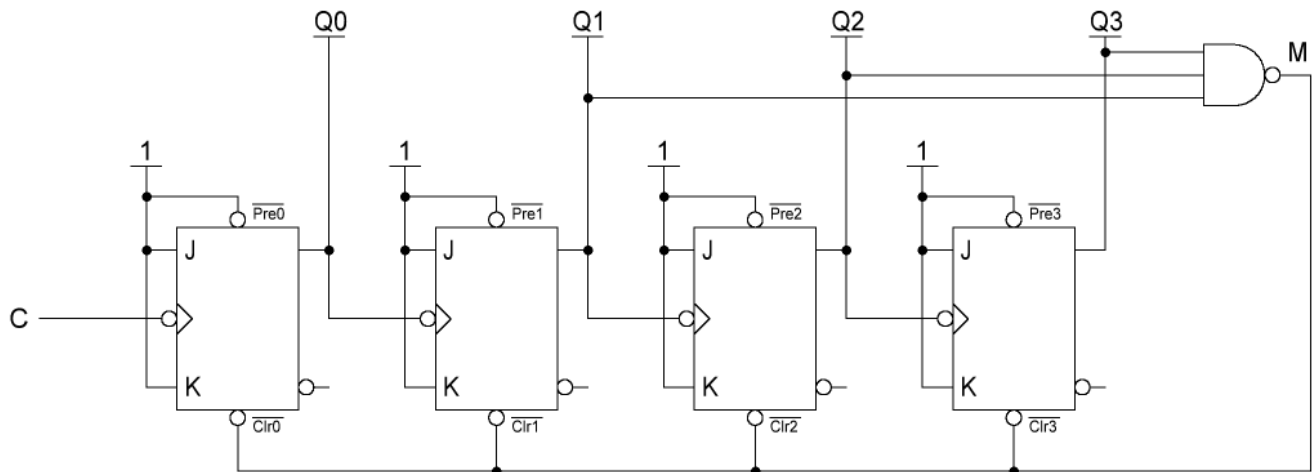 Q0 Q1 Q2 Q3 M
1 1 1 1
Pre0 Pre1 Pre2 Pre3
J J J J
C
K K K K
Clr0 Clr1 Clr2 Clr3